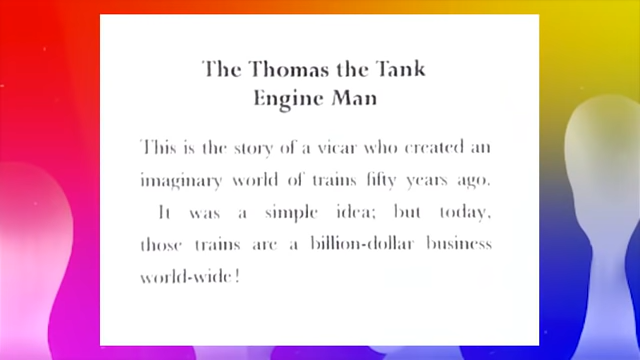 The Thomas the Tank
Engine Man
This is the story of a vicar who created an
imaginary world of trains fifty years ago.
It was a simple idea; but today,
those trains are a billion-dollar business
world-wide!